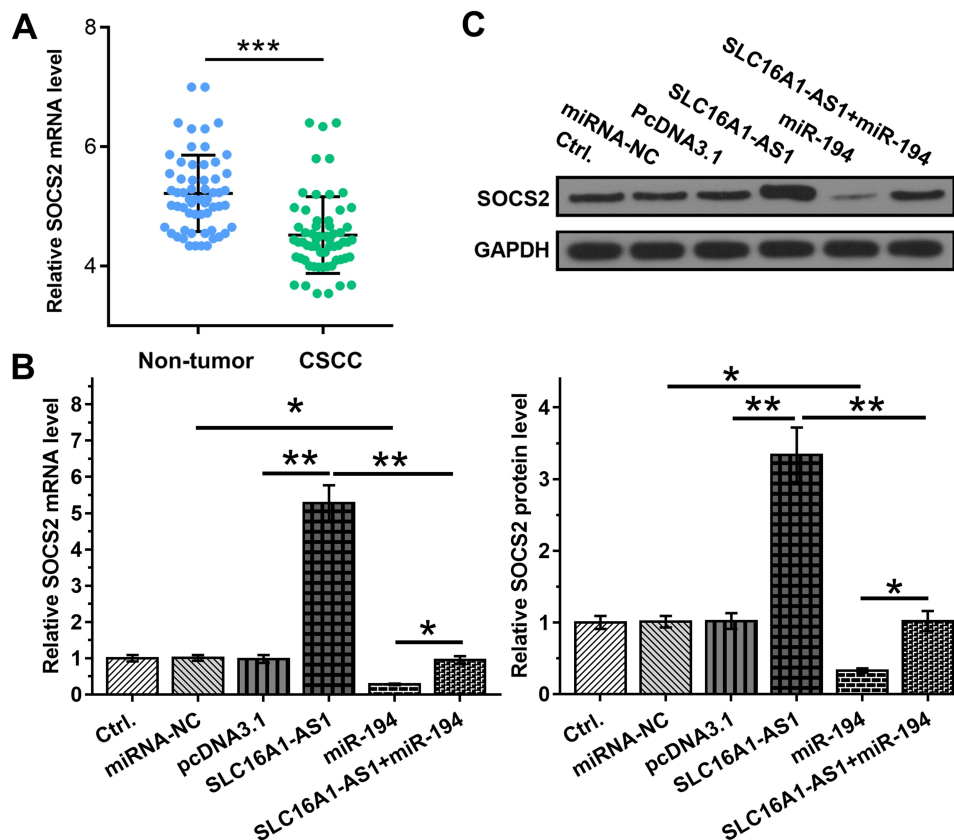 A
Relative SOCS2 mRNA level
8
6
4
***
Non-tumor
CSCC
C
Ctrl.
miRNA-NC
PcDNA3.1
SLC16A1-AS1
miR-194
SLC16A1-AS1+miR-194
SOCS2
GAPDH
B
Relative SOCS2 mRNA level
8
7
6
5
4
3
2
1
0
*
**
**
*
Ctrl.
miRNA-NC
pcDNA3.1
SLC16A1-AS1
miR-194
SLC16A1-AS1+miR-194
Relative SOCS2 protein level
4
3
2
1
0
*
**
**
*
Ctrl.
miRNA-NC
pcDNA3.1
SLC16A1-AS1
miR-194
SLC16A1-AS1+miR-194